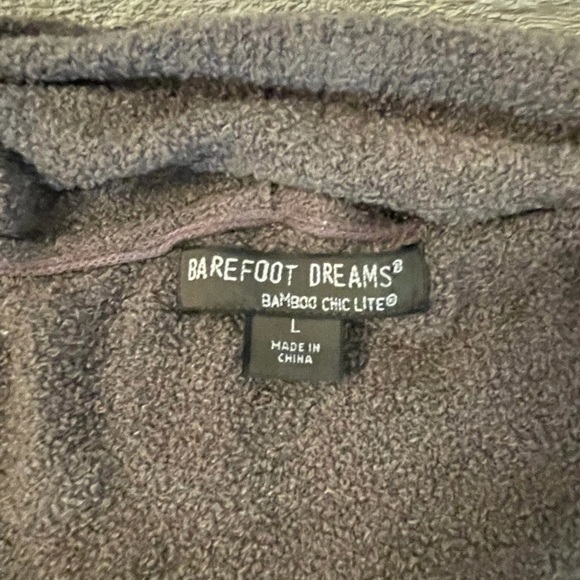 BAREFOOT DREAMS®
BAMBOO CHIC LITE®
L
MADE IN
CHINA